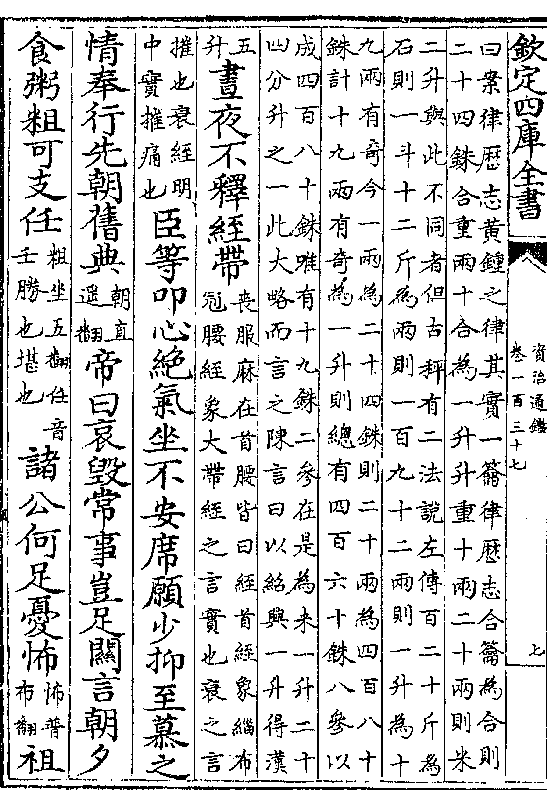 欽定四庫全書
資治通鑑
卷一百三十七
七
曰案律歴志黃鍾之律其實一籥律歴志合籥為合則
二十四銖合重兩十合為一升升重十兩二十兩則米
二升與此不同者但古秤有二法說左傳百二十斤為
石則一斗十二斤為兩則一百九十二兩則一升為十
九兩有奇今一兩為二十四銖則二十兩為四百八十
銖計十九兩有奇為一升則總有四百六十銖八參以
成四百八十銖唯有十九銖二參在是為米一升二十
四分升之一此大略而言之陳言曰以紹興一升得漢
五升晝夜不釋絰帶喪服麻在首腰皆曰絰首絰象緇布冠腰絰象大帶絰之言實也衰之言
摧也衰絰明中實摧痛也臣等叩心絕氣坐不安席願少抑至慕之
情奉行先朝舊典朝直遥翻帝曰哀毀常事豈足關言朝夕
食粥粗可支任粗坐五翻任音壬勝也堪也諸公何足憂怖怖普布翻祖